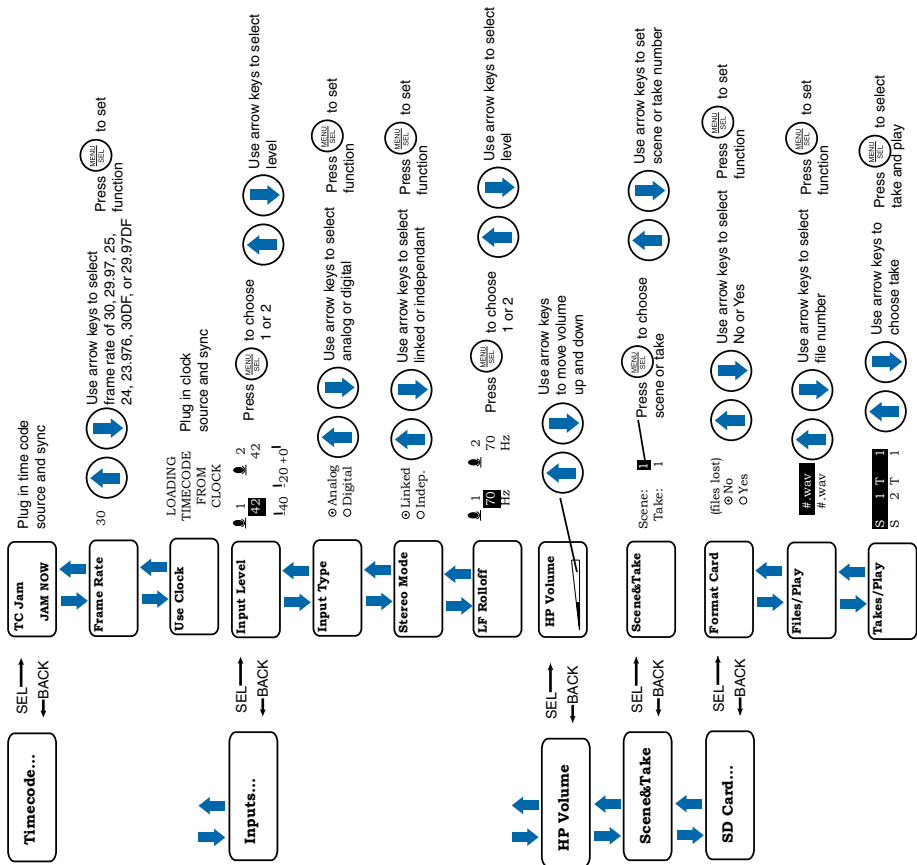 Timecode...
SEL
BACK
TC Jam
JAM NOW
Plug in time code
source and sync
Frame Rate
30
Use arrow keys to select
frame rate of 30, 29.97, 25,
24, 23.976, 30DF, or 29.97DF
Press MENU SEL to set
function
Use Clock
LOADING
TIMECODE
FROM
CLOCK
Plug in clock
source and sync
Inputs...
SEL
BACK
Input Level
1 2
42 42
-40 -20 +0
Press MENU SEL to choose
1 or 2
Use arrow keys to select
level
Input Type
Analog
Digital
Use arrow keys to select
analog or digital
Press MENU SEL to set
function
Stereo Mode
Linked
Indep.
Use arrow keys to select
linked or independant
Press MENU SEL to set
function
LF Rolloff
1 2
70 70
Hz Hz
Press MENU SEL to choose
1 or 2
Use arrow keys to select
level
HP Volume
SEL
BACK
HP Volume
Use arrow keys
to move volume
up and down
Scene&Take
SEL
BACK
Scene&Take
Scene: 1
Take: 1
Press MENU SEL to choose
scene or take
Use arrow keys to set
scene or take number
SD Card...
SEL
BACK
Format Card
(files lost)
No
Yes
Use arrow keys to select
No or Yes
Press MENU SEL to set
function
Files/Play
#.wav
#.wav
Use arrow keys to select
file number
Press MENU SEL to set
function
Takes/Play
S 1 T 1
S 2 T 1
Use arrow keys to
choose take
Press MENU SEL to select
take and play